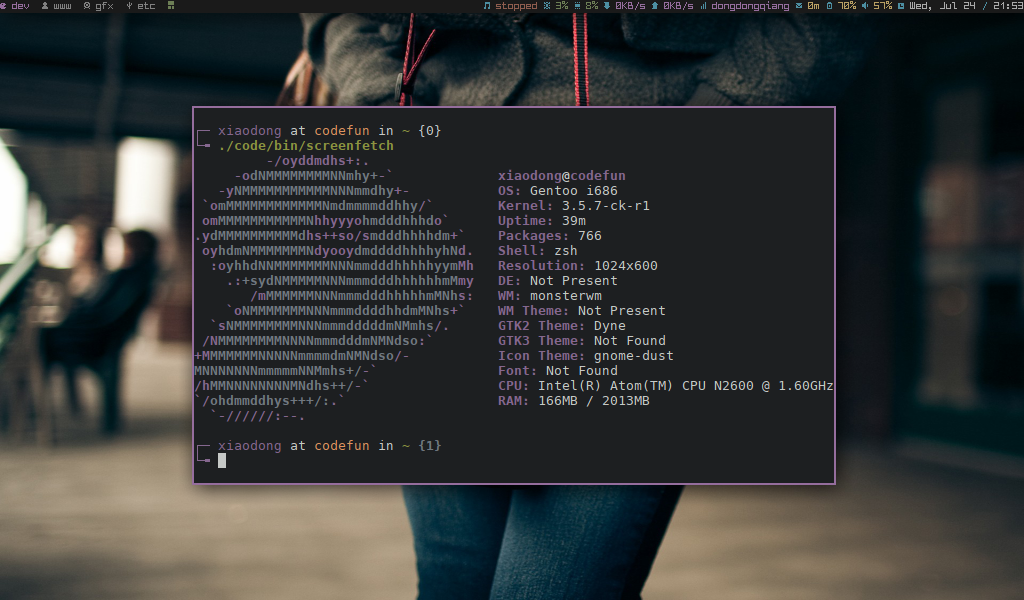 dev www gfx etc stopped 3% 8% 0KB/s 0KB/s dongdongqiang 0m 70% 57% Wed, Jul 24 / 21:53
xiaodong at codefun in ~ {0}
./code/bin/screenfetch
-/oyddmdhs+:.
-odNMMMMMMMMNNmhy+-` xiaodong@codefun
-yNMMMMMMMMMMMNNNmmdhy+- OS: Gentoo i686
`omMMMMMMMMMMMMNmdmmmmddhhy/` Kernel: 3.5.7-ck-r1
omMMMMMMMMMMMNhhyyyohmdddhhhdo` Uptime: 39m
.ydMMMMMMMMMMdhs++so/smdddhhhhdm+` Packages: 766
oyhdmNMMMMMMMNdyooydmddddhhhhyhNd. Shell: zsh
:oyhhdNNMMMMMMMNNNmmdddhhhhhyymMh Resolution: 1024x600
.:+sydNMMMMMNNNmmmdddhhhhhhmMmy DE: Not Present
/mMMMMMMNNNmmmdddhhhhhmMNhs: WM: monsterwm
`oNMMMMMMMNNNmmmddddhhdmMNhs+` WM Theme: Not Present
`sNMMMMMMMMNNNmmmdddddmNMmhs/. GTK2 Theme: Dyne
/NMMMMMMMMNNNNmmmdddmNMNdso:` GTK3 Theme: Not Found
+MMMMMMMNNNNNmmmmdmNMNdso/- Icon Theme: gnome-dust
MNNNNNNNmmmmmNNMmhs+/-` Font: Not Found
/hMMNNNNNNNNMNdhs++/-` CPU: Intel(R) Atom(TM) CPU N2600 @ 1.60GHz
`/ohdmmddhys+++/:.` RAM: 166MB / 2013MB
`-//////:--.
xiaodong at codefun in ~ {1}